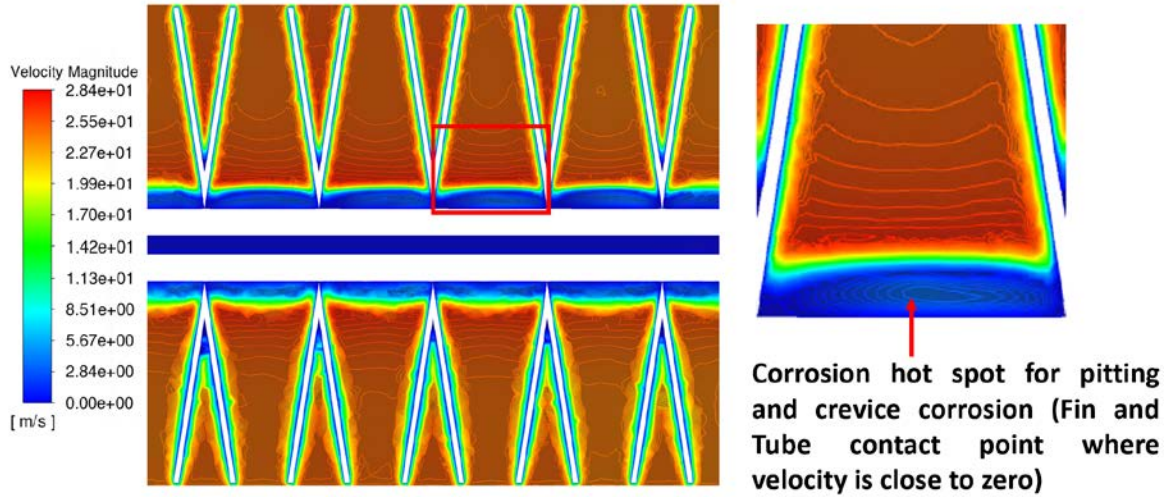 Velocity Magnitude
2.84e+01
2.55e+01
2.27e+01
1.99e+01
1.70e+01
1.42e+01
1.13e+01
8.51e+00
5.67e+00
2.84e+00
0.00e+00
[ m/s ]
Corrosion hot spot for pitting
and crevice corrosion (Fin and
Tube contact point where
velocity is close to zero)